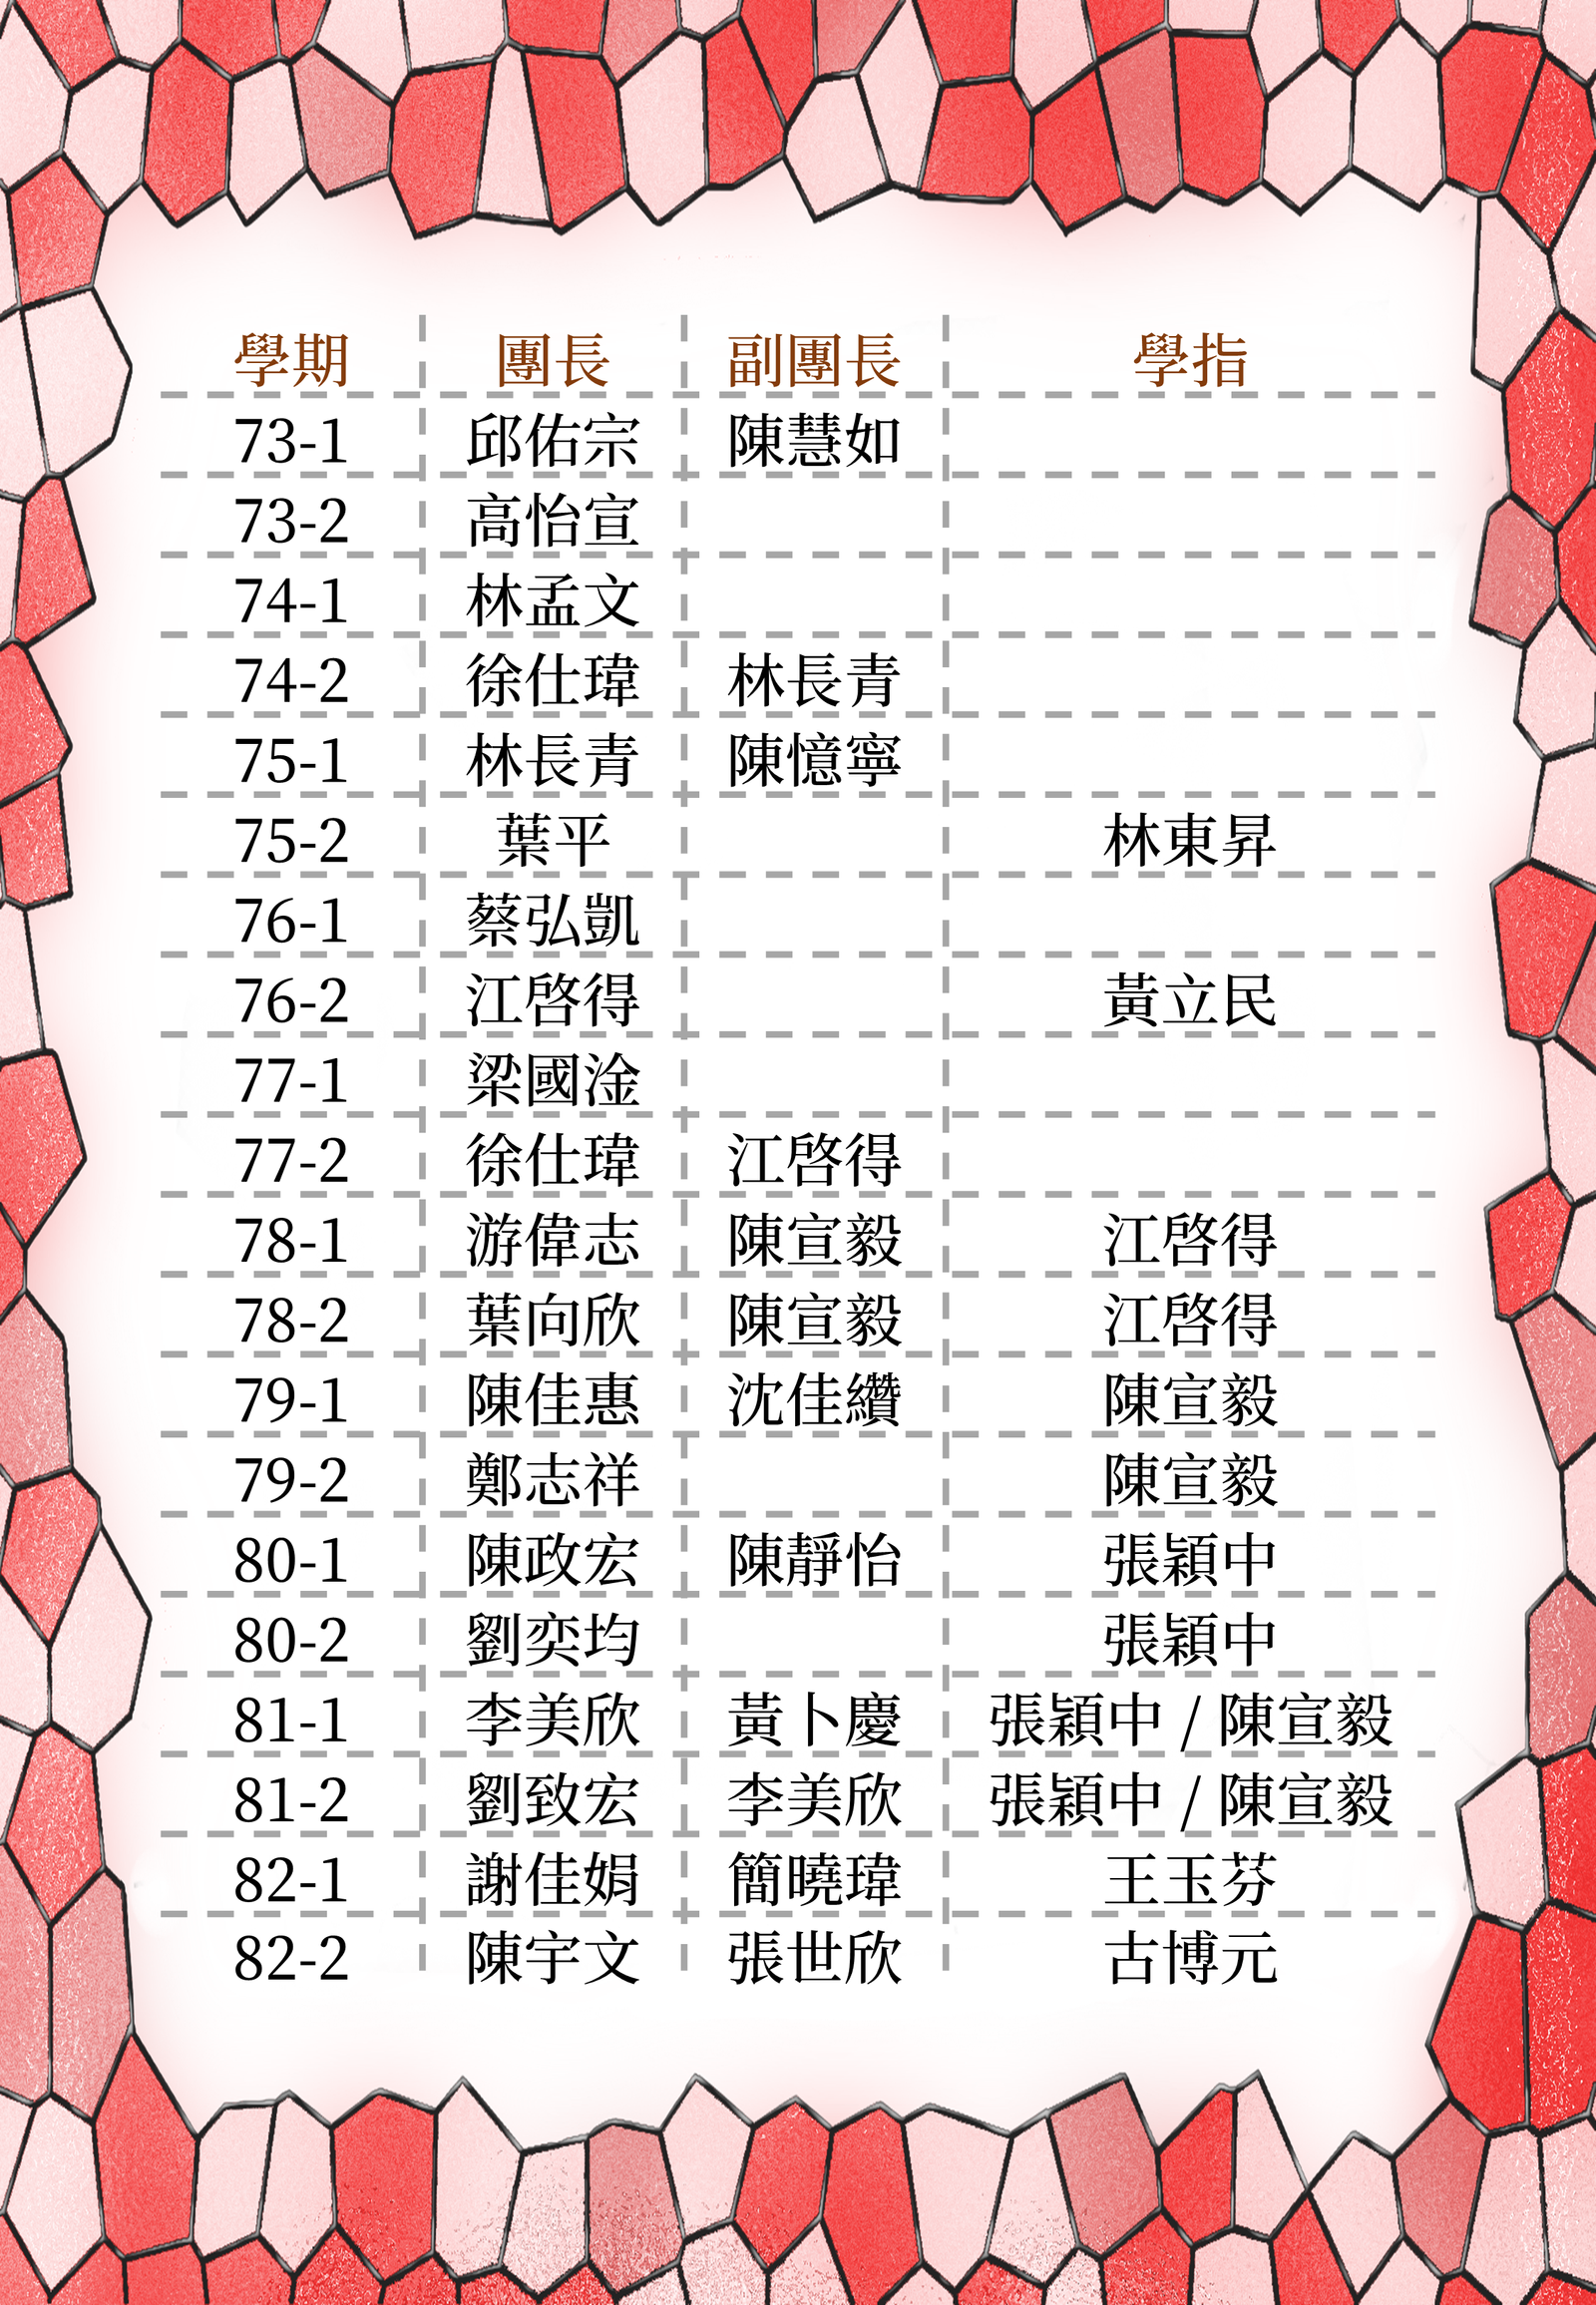 學期 團長 副團長 學指
73-1 邱佑宗 陳慧如
73-2 高怡宣
74-1 林孟文
74-2 徐仕瑋 林長青
75-1 林長青 陳憶寧
75-2 葉平 林東昇
76-1 蔡弘凱
76-2 江啓得 黃立民
77-1 梁國淦
77-2 徐仕瑋 江啓得
78-1 游偉志 陳宣毅 江啓得
78-2 葉向欣 陳宣毅 江啓得
79-1 陳佳惠 沈佳纘 陳宣毅
79-2 鄭志祥 陳宣毅
80-1 陳政宏 陳靜怡 張穎中
80-2 劉奕均 張穎中
81-1 李美欣 黃卜慶 張穎中 / 陳宣毅
81-2 劉致宏 李美欣 張穎中 / 陳宣毅
82-1 謝佳娟 簡曉瑋 王玉芬
82-2 陳宇文 張世欣 古博元